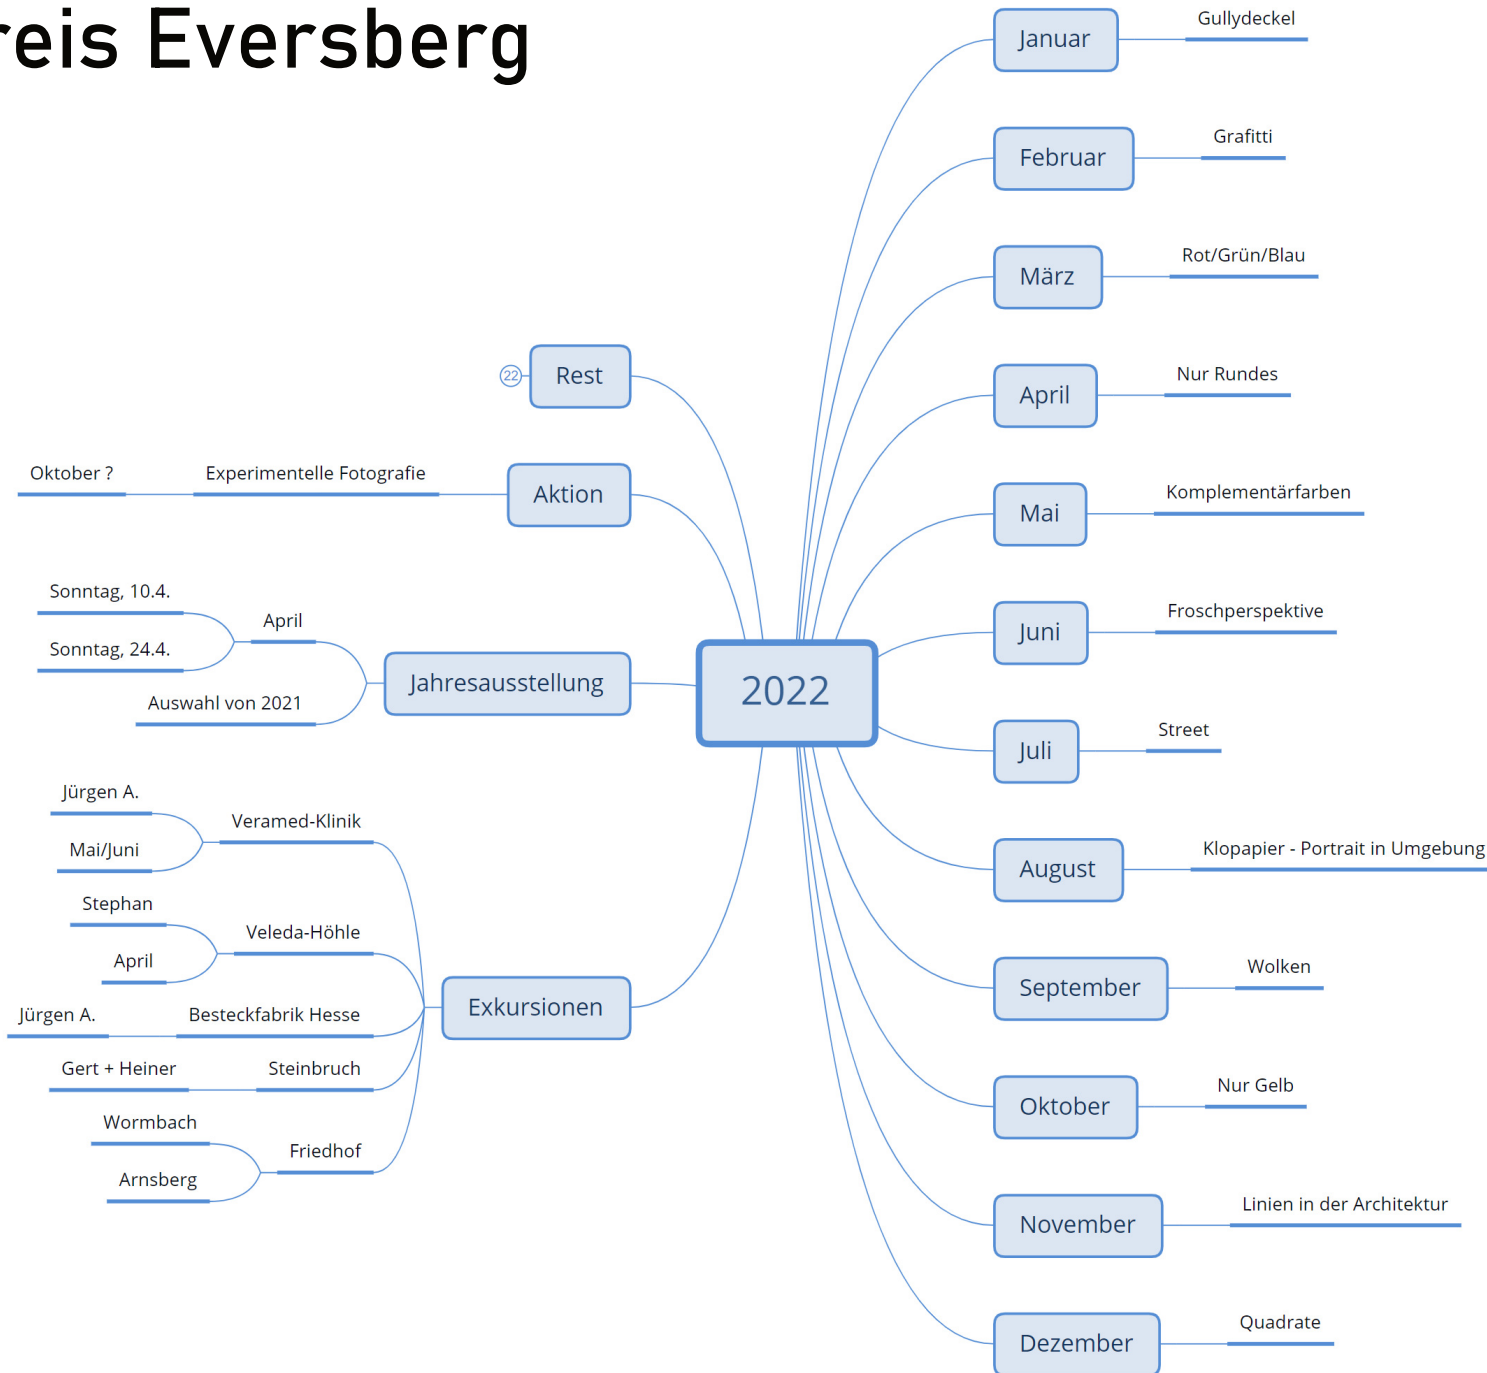 reis Eversberg
2022
Januar
Gullydeckel
Februar
Grafitti
März
Rot/Grün/Blau
April
Nur Rundes
Mai
Komplementärfarben
Juni
Froschperspektive
Juli
Street
August
Klopapier - Portrait in Umgebung
September
Wolken
Oktober
Nur Gelb
November
Linien in der Architektur
Dezember
Quadrate
Rest
22
Aktion
Experimentelle Fotografie
Oktober ?
Jahresausstellung
April
Sonntag, 10.4.
Sonntag, 24.4.
Auswahl von 2021
Exkursionen
Veramed-Klinik
Jürgen A.
Mai/Juni
Veleda-Höhle
Stephan
April
Besteckfabrik Hesse
Jürgen A.
Steinbruch
Gert + Heiner
Friedhof
Wormbach
Arnsberg